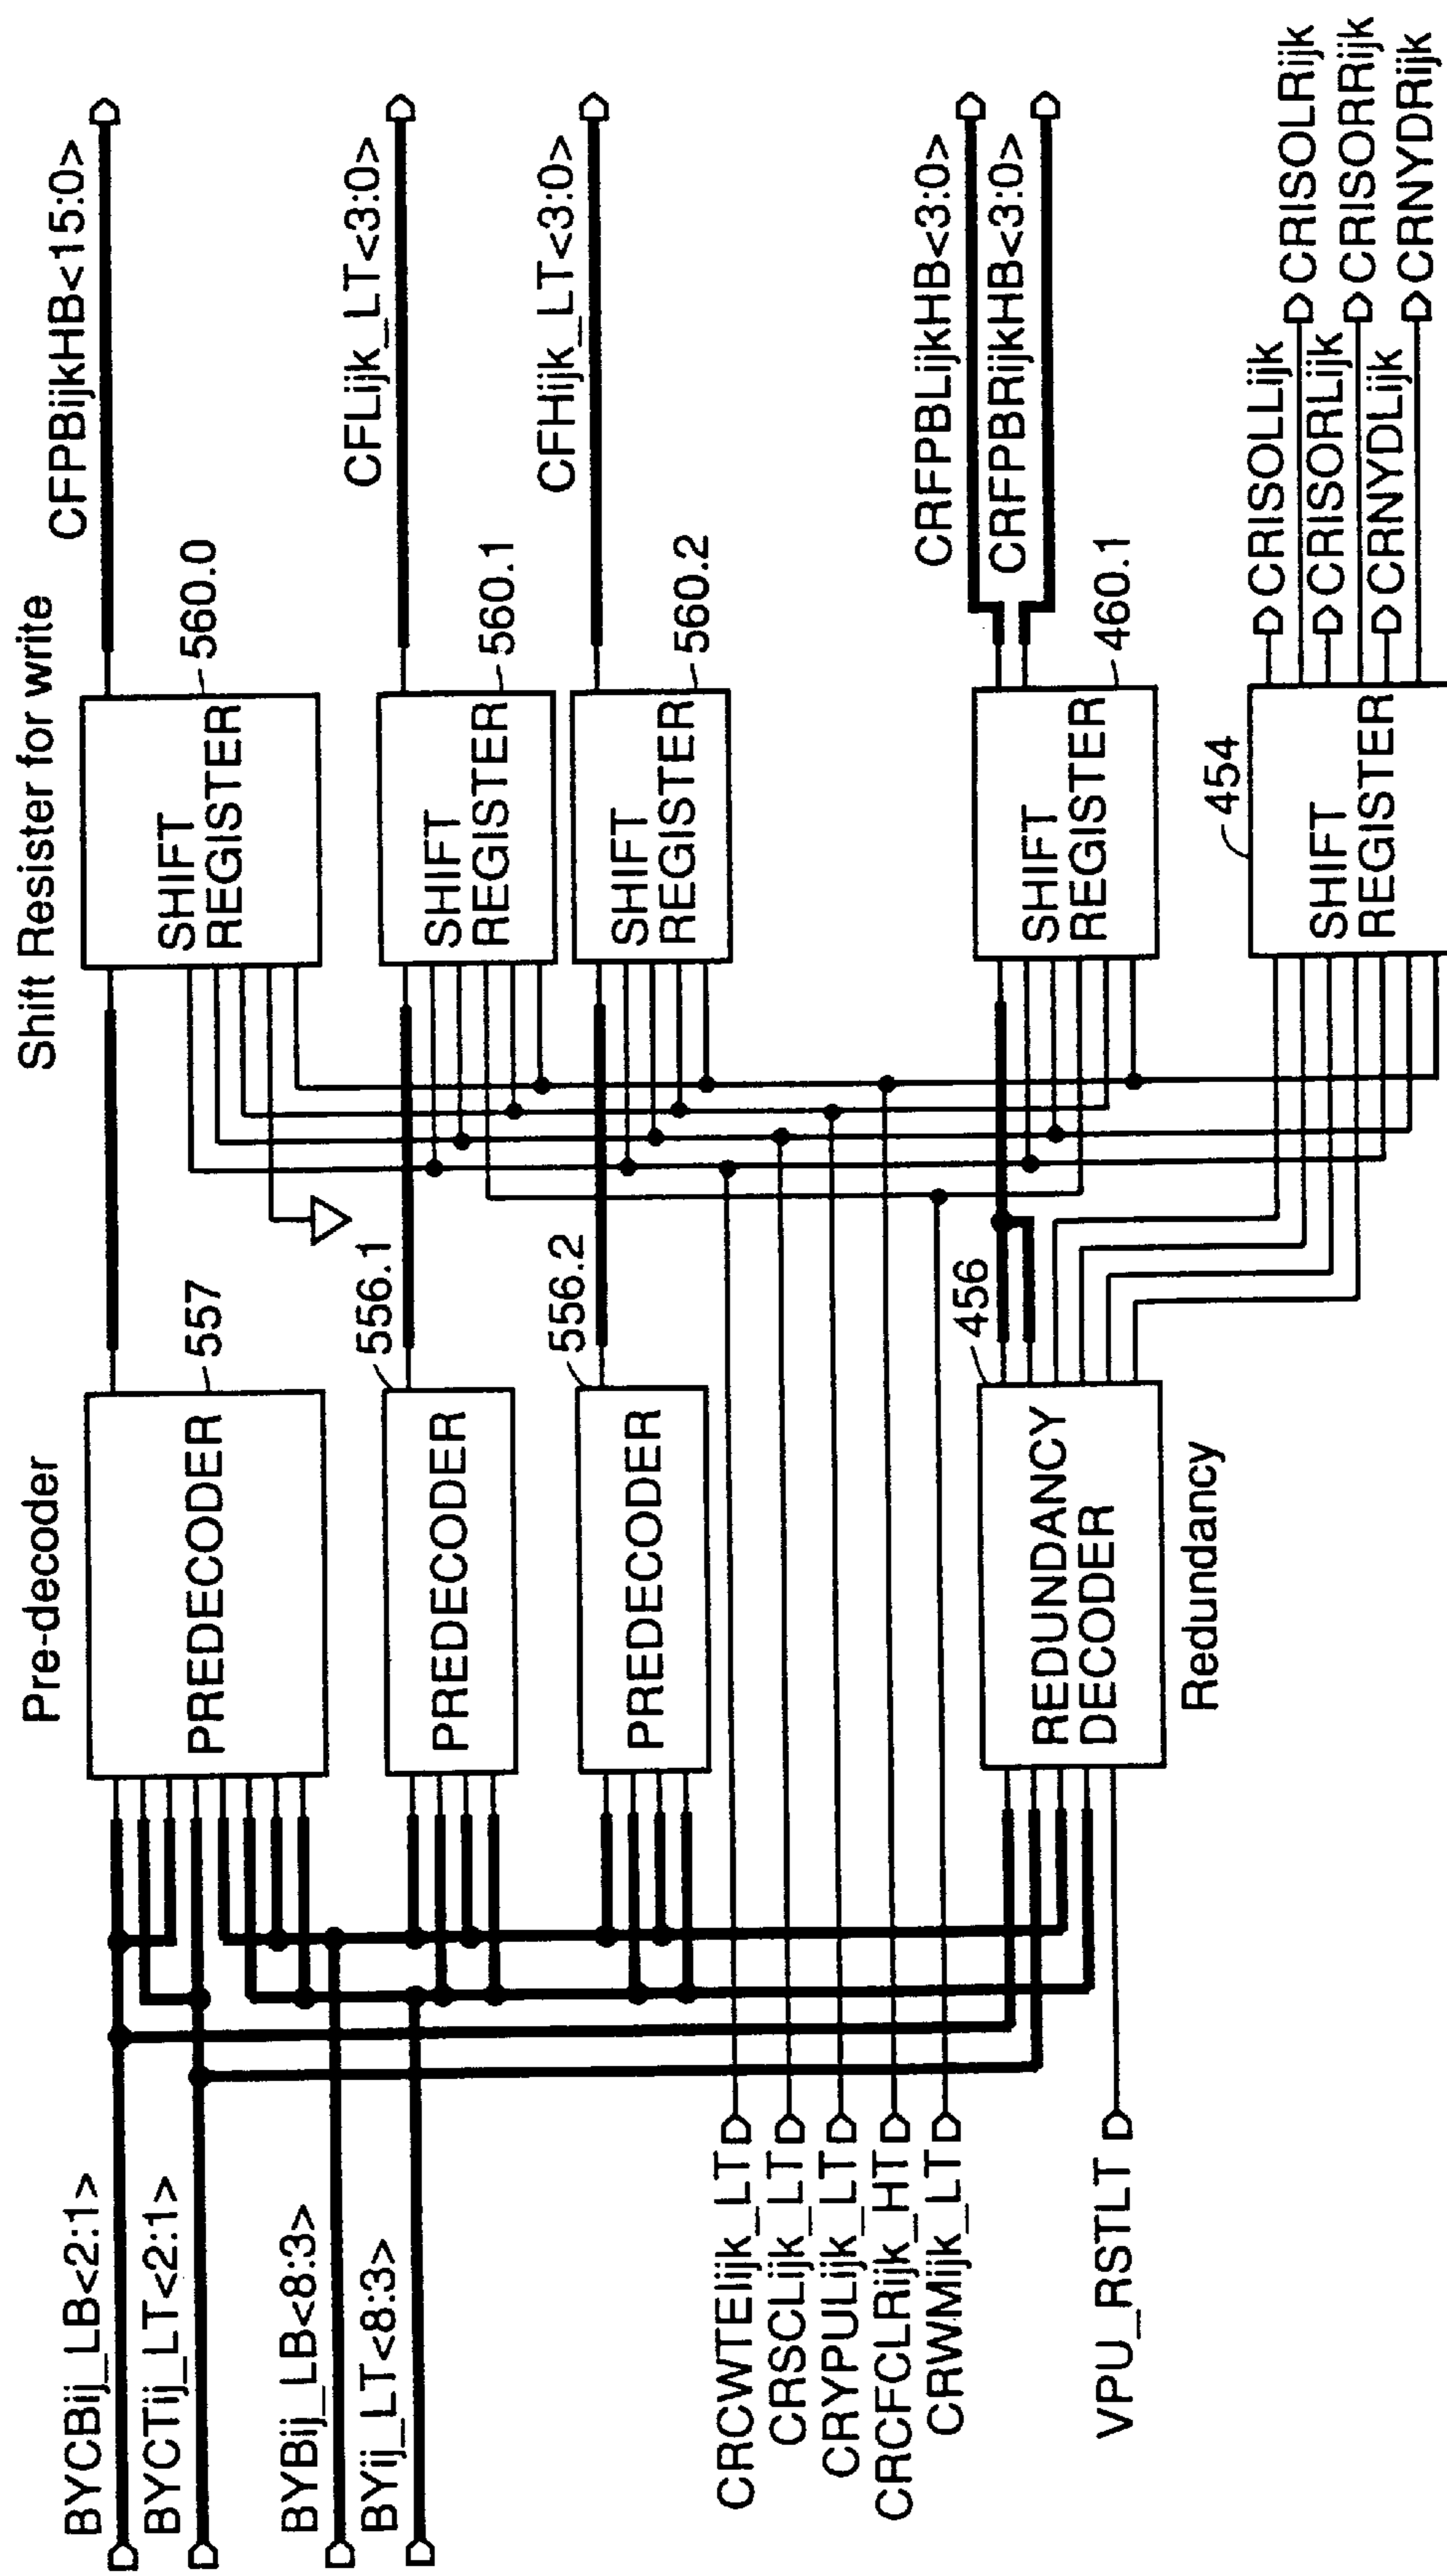 Pre-decoder
Shift Resister for write
BYCBij_LB<2:1>
BYCTij_LT<2:1>
BYBij_LB<8:3>
BYij_LT<8:3>
PREDECODER
557
SHIFT
REGISTER
560.0
CFPBijkHB<15:0>
PREDECODER
556.1
SHIFT
REGISTER
560.1
CFLijk_LT<3:0>
PREDECODER
556.2
SHIFT
REGISTER
560.2
CFHijk_LT<3:0>
CRCWTEIijk_LT
CRSCLijk_LT
CRYPULijk_LT
CRCFCLRijk_HT
CRWMijk_LT
VPU_RSTLT
REDUNDANCY
DECODER
456
Redundancy
SHIFT
REGISTER
460.1
CRFPBLijkHB<3:0>
CRFPBRijkHB<3:0>
SHIFT
REGISTER
454
CRISOLLijk
CRISOLRijk
CRISORLijk
CRISORRijk
CRNYDLijk
CRNYDRijk